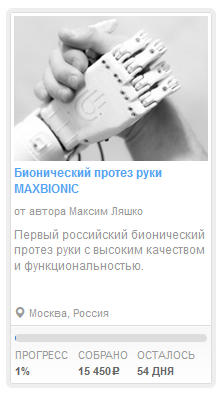 Бионический протез руки
MAXBIONIC
от автора Максим Ляшко
Первый российский бионический
протез руки с высоким качеством
и функциональностью.
Москва, Россия
ПРОГРЕСС СОБРАНО ОСТАЛОСЬ
1% 15 450₽ 54 ДНЯ